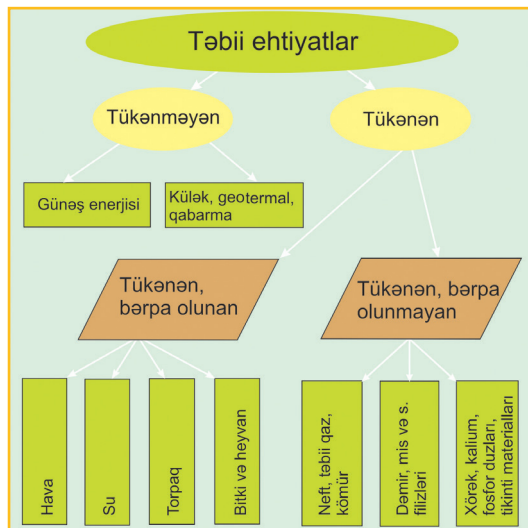 Təbii ehtiyatlar
Tükənməyən
Tükənən
Günəş enerjisi
Külək, geotermal,
qabarma
Tükənən,
bərpa olunan
Tükənən, bərpa
olunmayan
Hava
Su
Torpaq
Bitki və heyvan
Neft, təbii qaz,
kömür
Dəmir, mis və s.
filizləri
Xörək, kalium,
fosfor duzları,
tikinti materialları